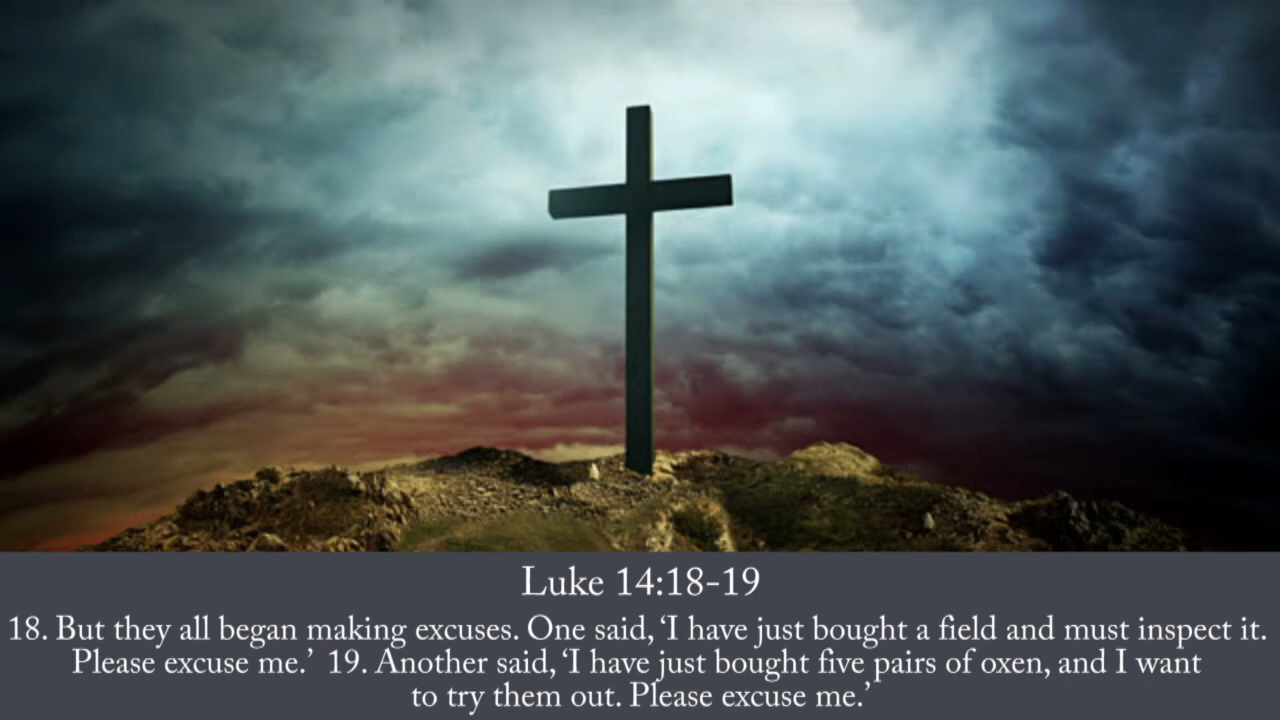 Luke 14:18-19
18. But they all began making excuses. One said, ‘I have just bought a field and must inspect it.
Please excuse me.’ 19. Another said, ‘I have just bought five pairs of oxen, and I want
to try them out. Please excuse me.’